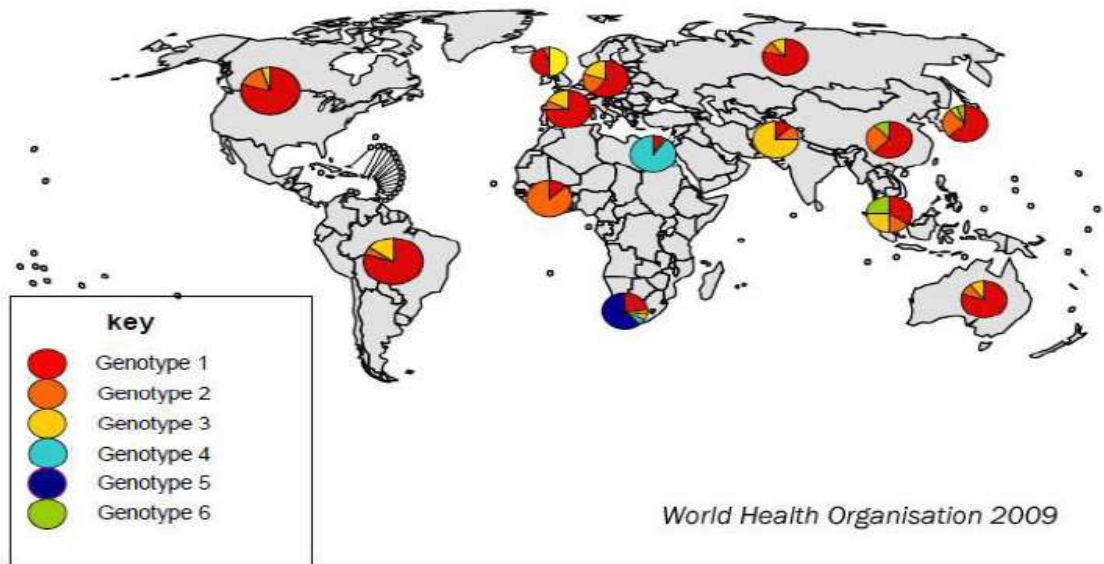 key
Genotype 1
Genotype 2
Genotype 3
Genotype 4
Genotype 5
Genotype 6
World Health Organisation 2009